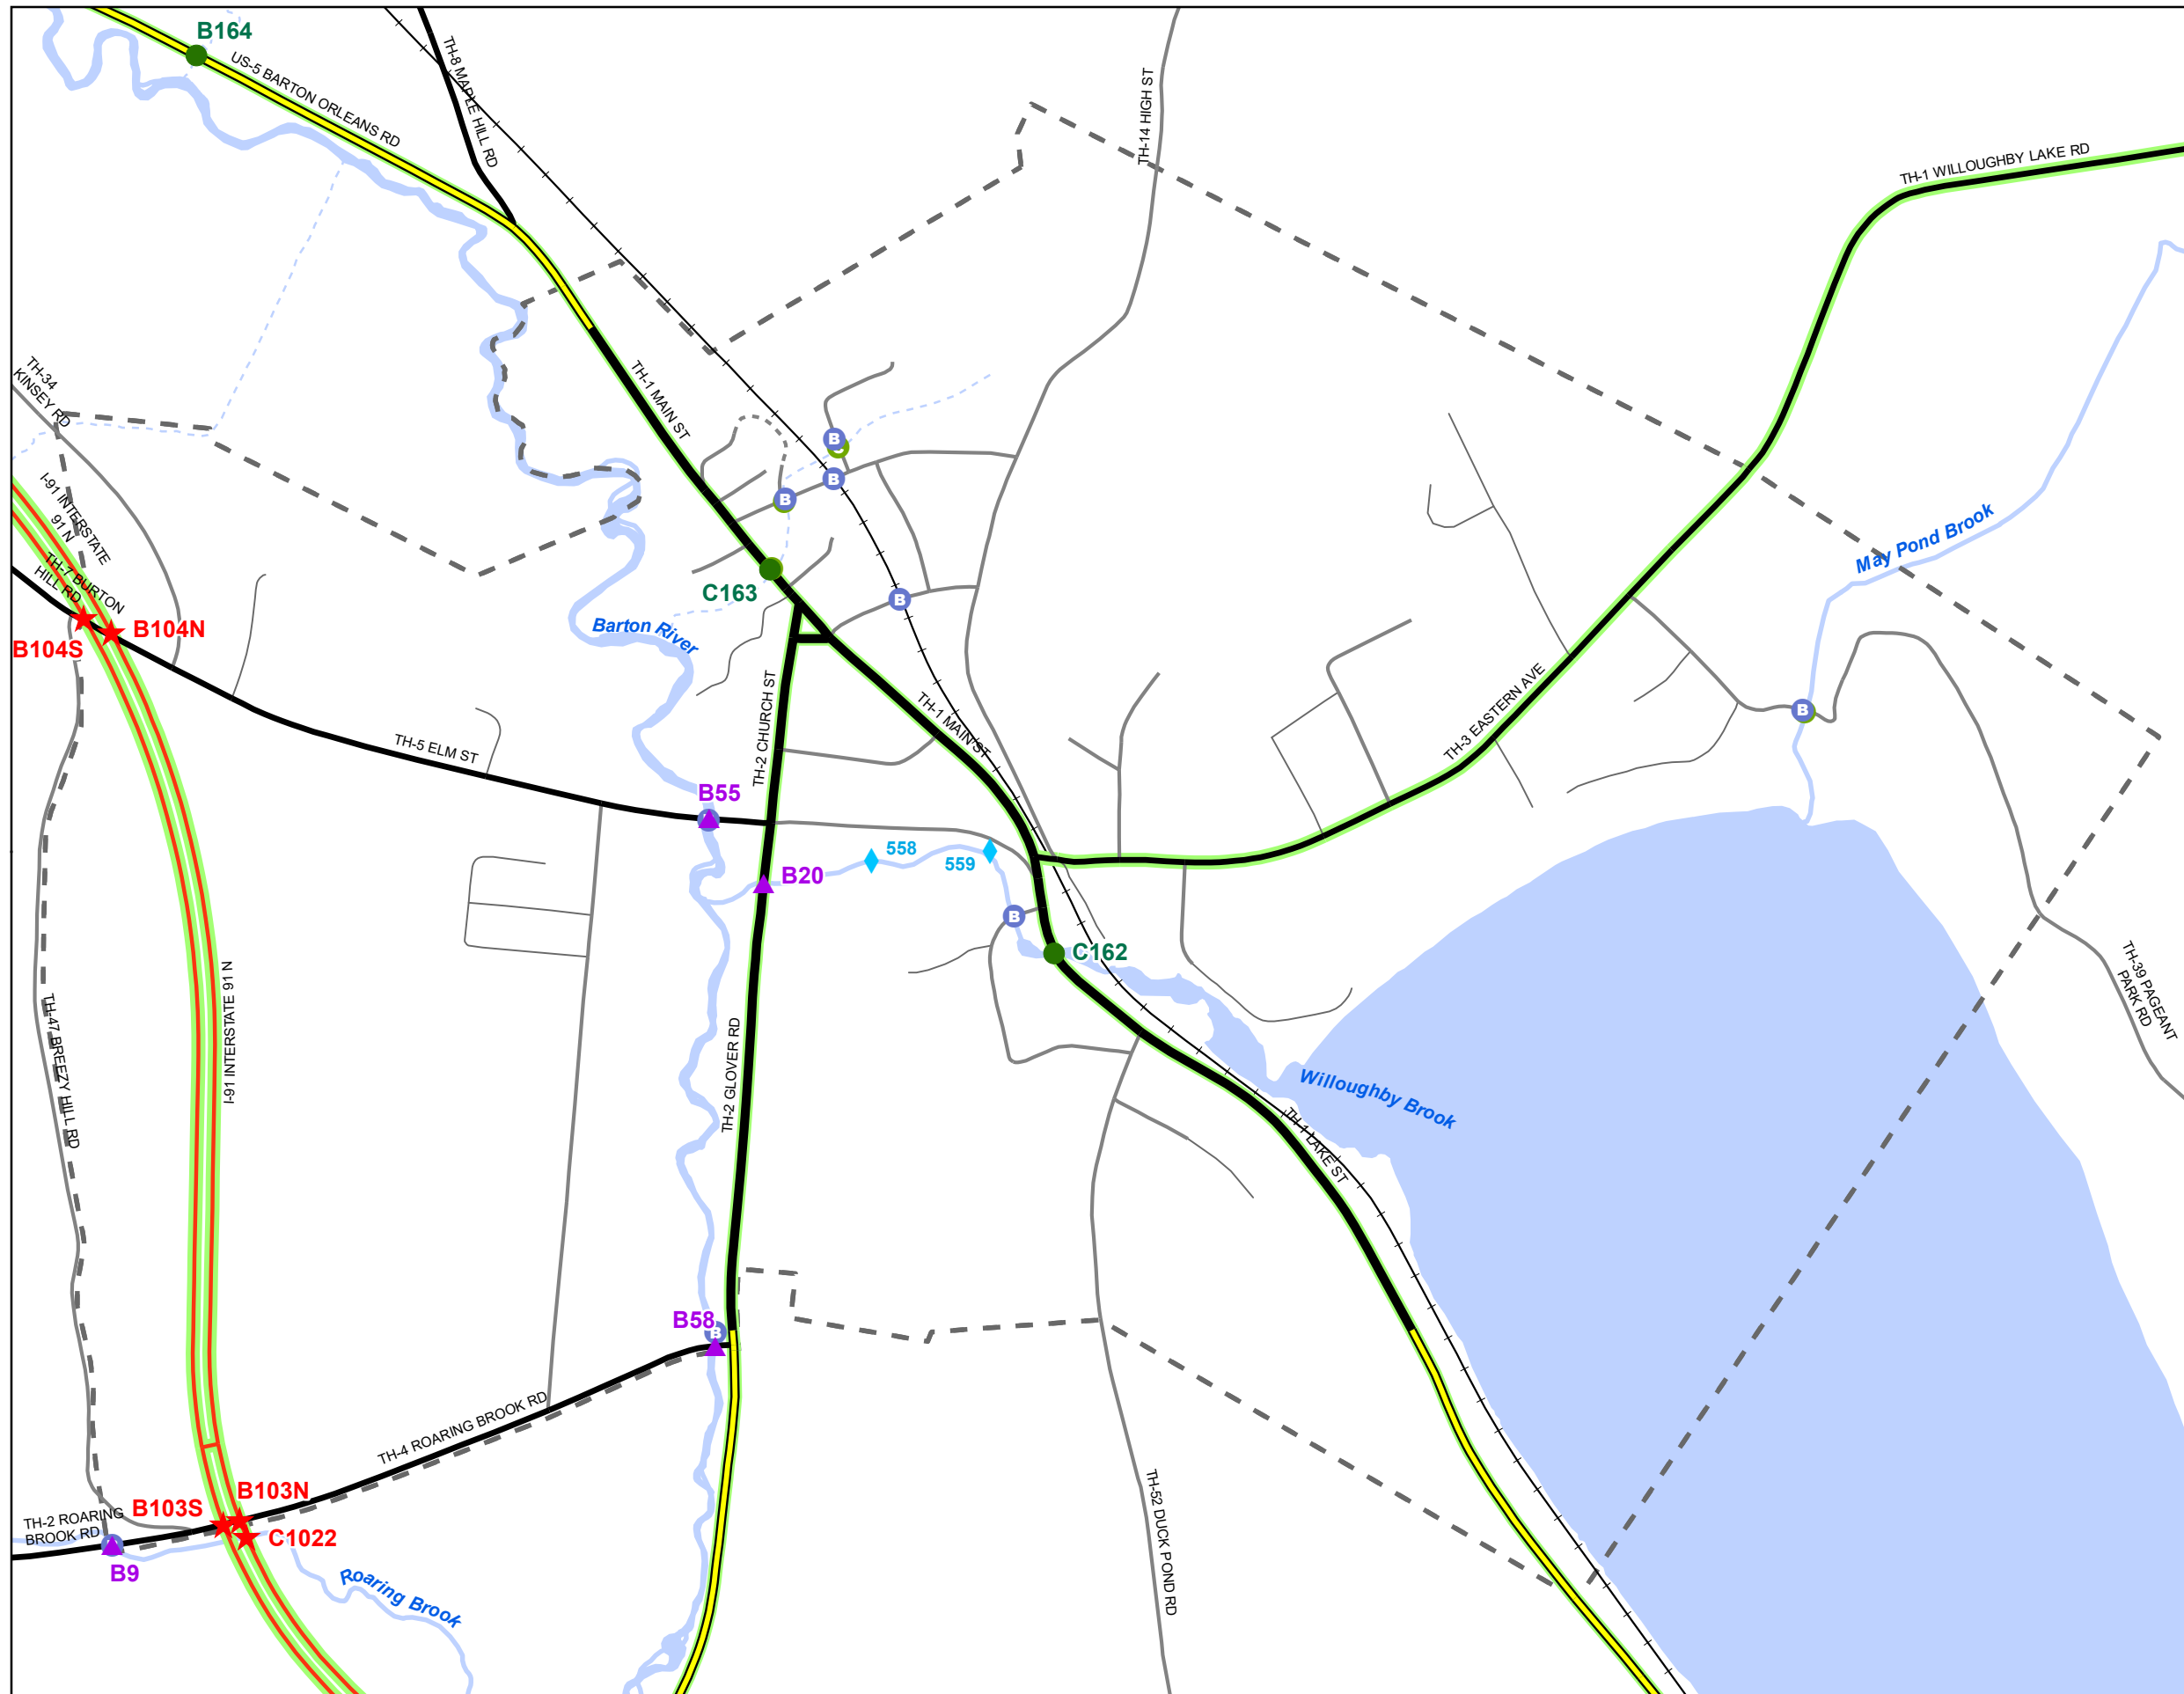 B164
US-5 BARTON ORLEANS RD
TH-8 MAPLE HILL RD
TH-14 HIGH ST
TH-1 WILLOUGHBY LAKE RD
TH-34
KINSEY RD
TH-1 MAIN ST
B
B
B
I-91 INTERSTATE
91 N
May Pond Brook
TH-7 BURTON
HILL RD
C163
B
B104N
B104S
Barton River
TH-2 CHURCH ST
TH-1 MAIN ST
TH-3 EASTERN AVE
B
TH-5 ELM ST
B55
558
559
B20
B
C162
TH-39 PAGEANT
PARK RD
I-91 INTERSTATE 91 N
TH-47 BREEZY HILL RD
TH-2 GLOVER RD
Willoughby Brook
TH-1 LAKE ST
B58
B
TH-4 ROARING BROOK RD
TH-52 DUCK POND RD
B103N
B103S
TH-2 ROARING
BROOK RD
C1022
B9
Roaring Brook